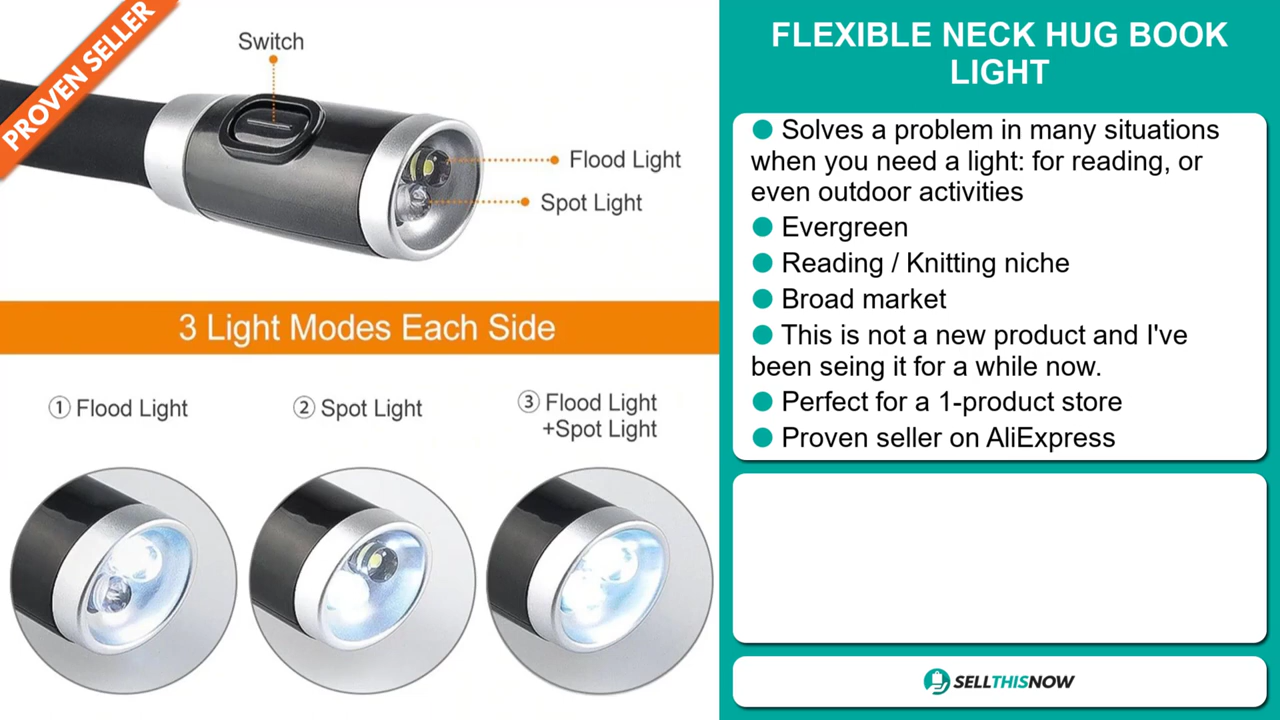 PROVEN SELLER
Switch
Flood Light
Spot Light
3 Light Modes Each Side
① Flood Light
② Spot Light
③ Flood Light
+Spot Light
FLEXIBLE NECK HUG BOOK
LIGHT
● Solves a problem in many situations
when you need a light: for reading, or
even outdoor activities
● Evergreen
● Reading / Knitting niche
● Broad market
● This is not a new product and I've
been seing it for a while now.
● Perfect for a 1-product store
● Proven seller on AliExpress
SELLTHISNOW